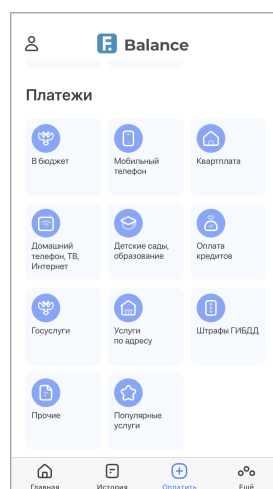 F. Balance
Платежи
В бюджет
Мобильный
телефон
Квартплата
Домашний
телефон, ТВ,
Интернет
Детские сады,
образование
Оплата
кредитов
Госуслуги
Услуги
по адресу
Штрафы ГИБДД
Прочие
Популярные
услуги
Главная
История
Оплатить
Ещё